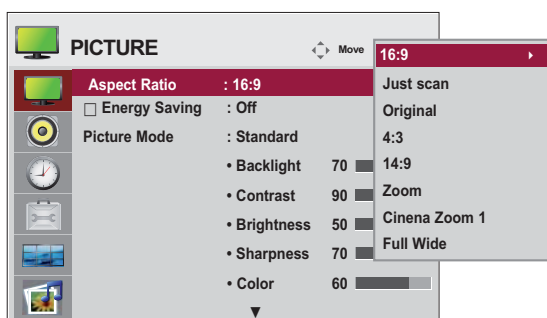 PICTURE
Move
Aspect Ratio : 16:9
Energy Saving : Off
Picture Mode : Standard
• Backlight 70
• Contrast 90
• Brightness 50
• Sharpness 70
• Color 60
16:9
Just scan
Original
4:3
14:9
Zoom
Cinena Zoom 1
Full Wide